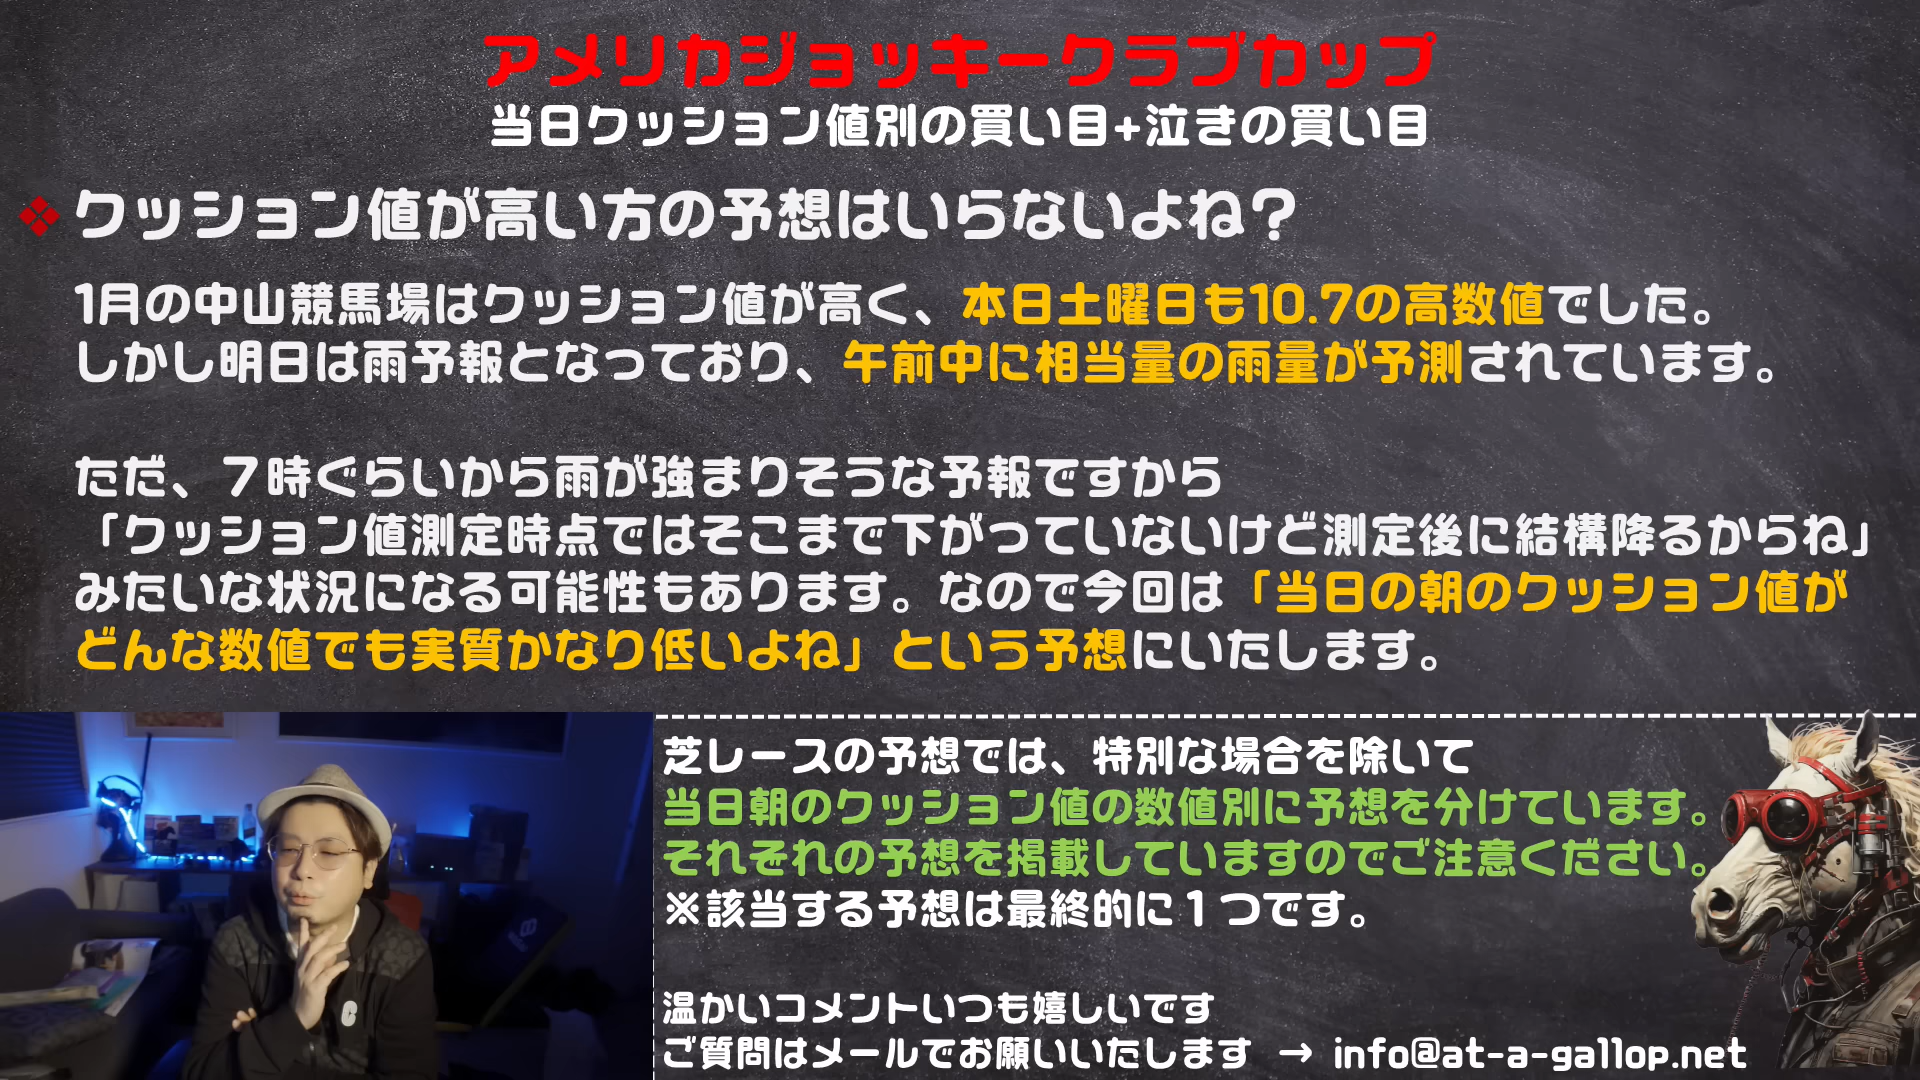 アメリカジョッキークラブカップ
当日クッション値別の買い目+泣きの買い目
クッション値が高い方の予想はいらないよね？
1月の中山競馬場はクッション値が高く、本日土曜日も10.7の高数値でした。
しかし明日は雨予報となっており、午前中に相当量の雨量が予測されています。
ただ、７時ぐらいから雨が強まりそうな予報ですから
「クッション値測定時点ではそこまで下がっていないけど測定後に結構降るからね」
みたいな状況になる可能性もあります。なので今回は「当日の朝のクッション値が
どんな数値でも実質かなり低いよね」という予想にいたします。
芝レースの予想では、特別な場合を除いて
当日朝のクッション値の数値別に予想を分けています。
それぞれの予想を掲載していますのでご注意ください。
※該当する予想は最終的に１つです。
温かいコメントいつも嬉しいです
ご質問はメールでお願いいたします → info@at-a-gallop.net